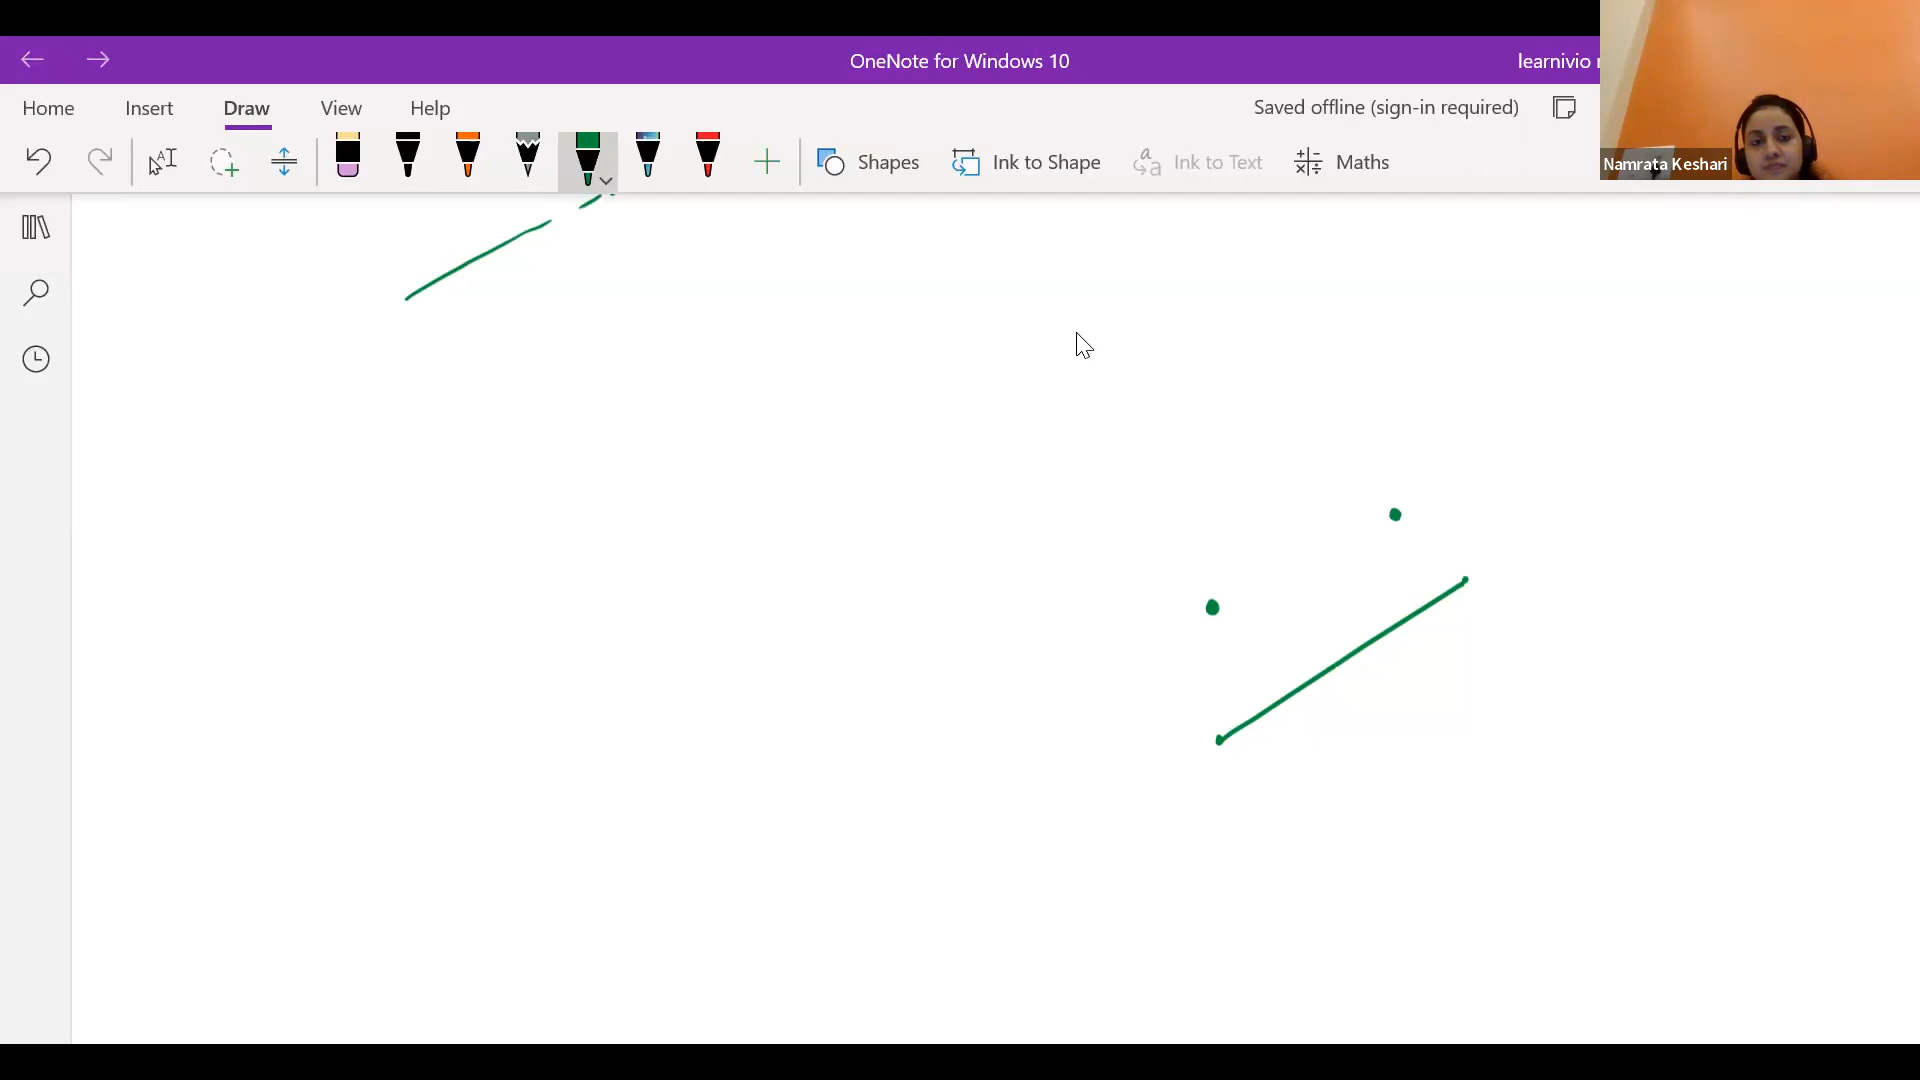 OneNote for Windows 10
learnivio
Home Insert Draw View Help
Saved offline (sign-in required)
Shapes Ink to Shape Ink to Text Maths
Namrata Keshari